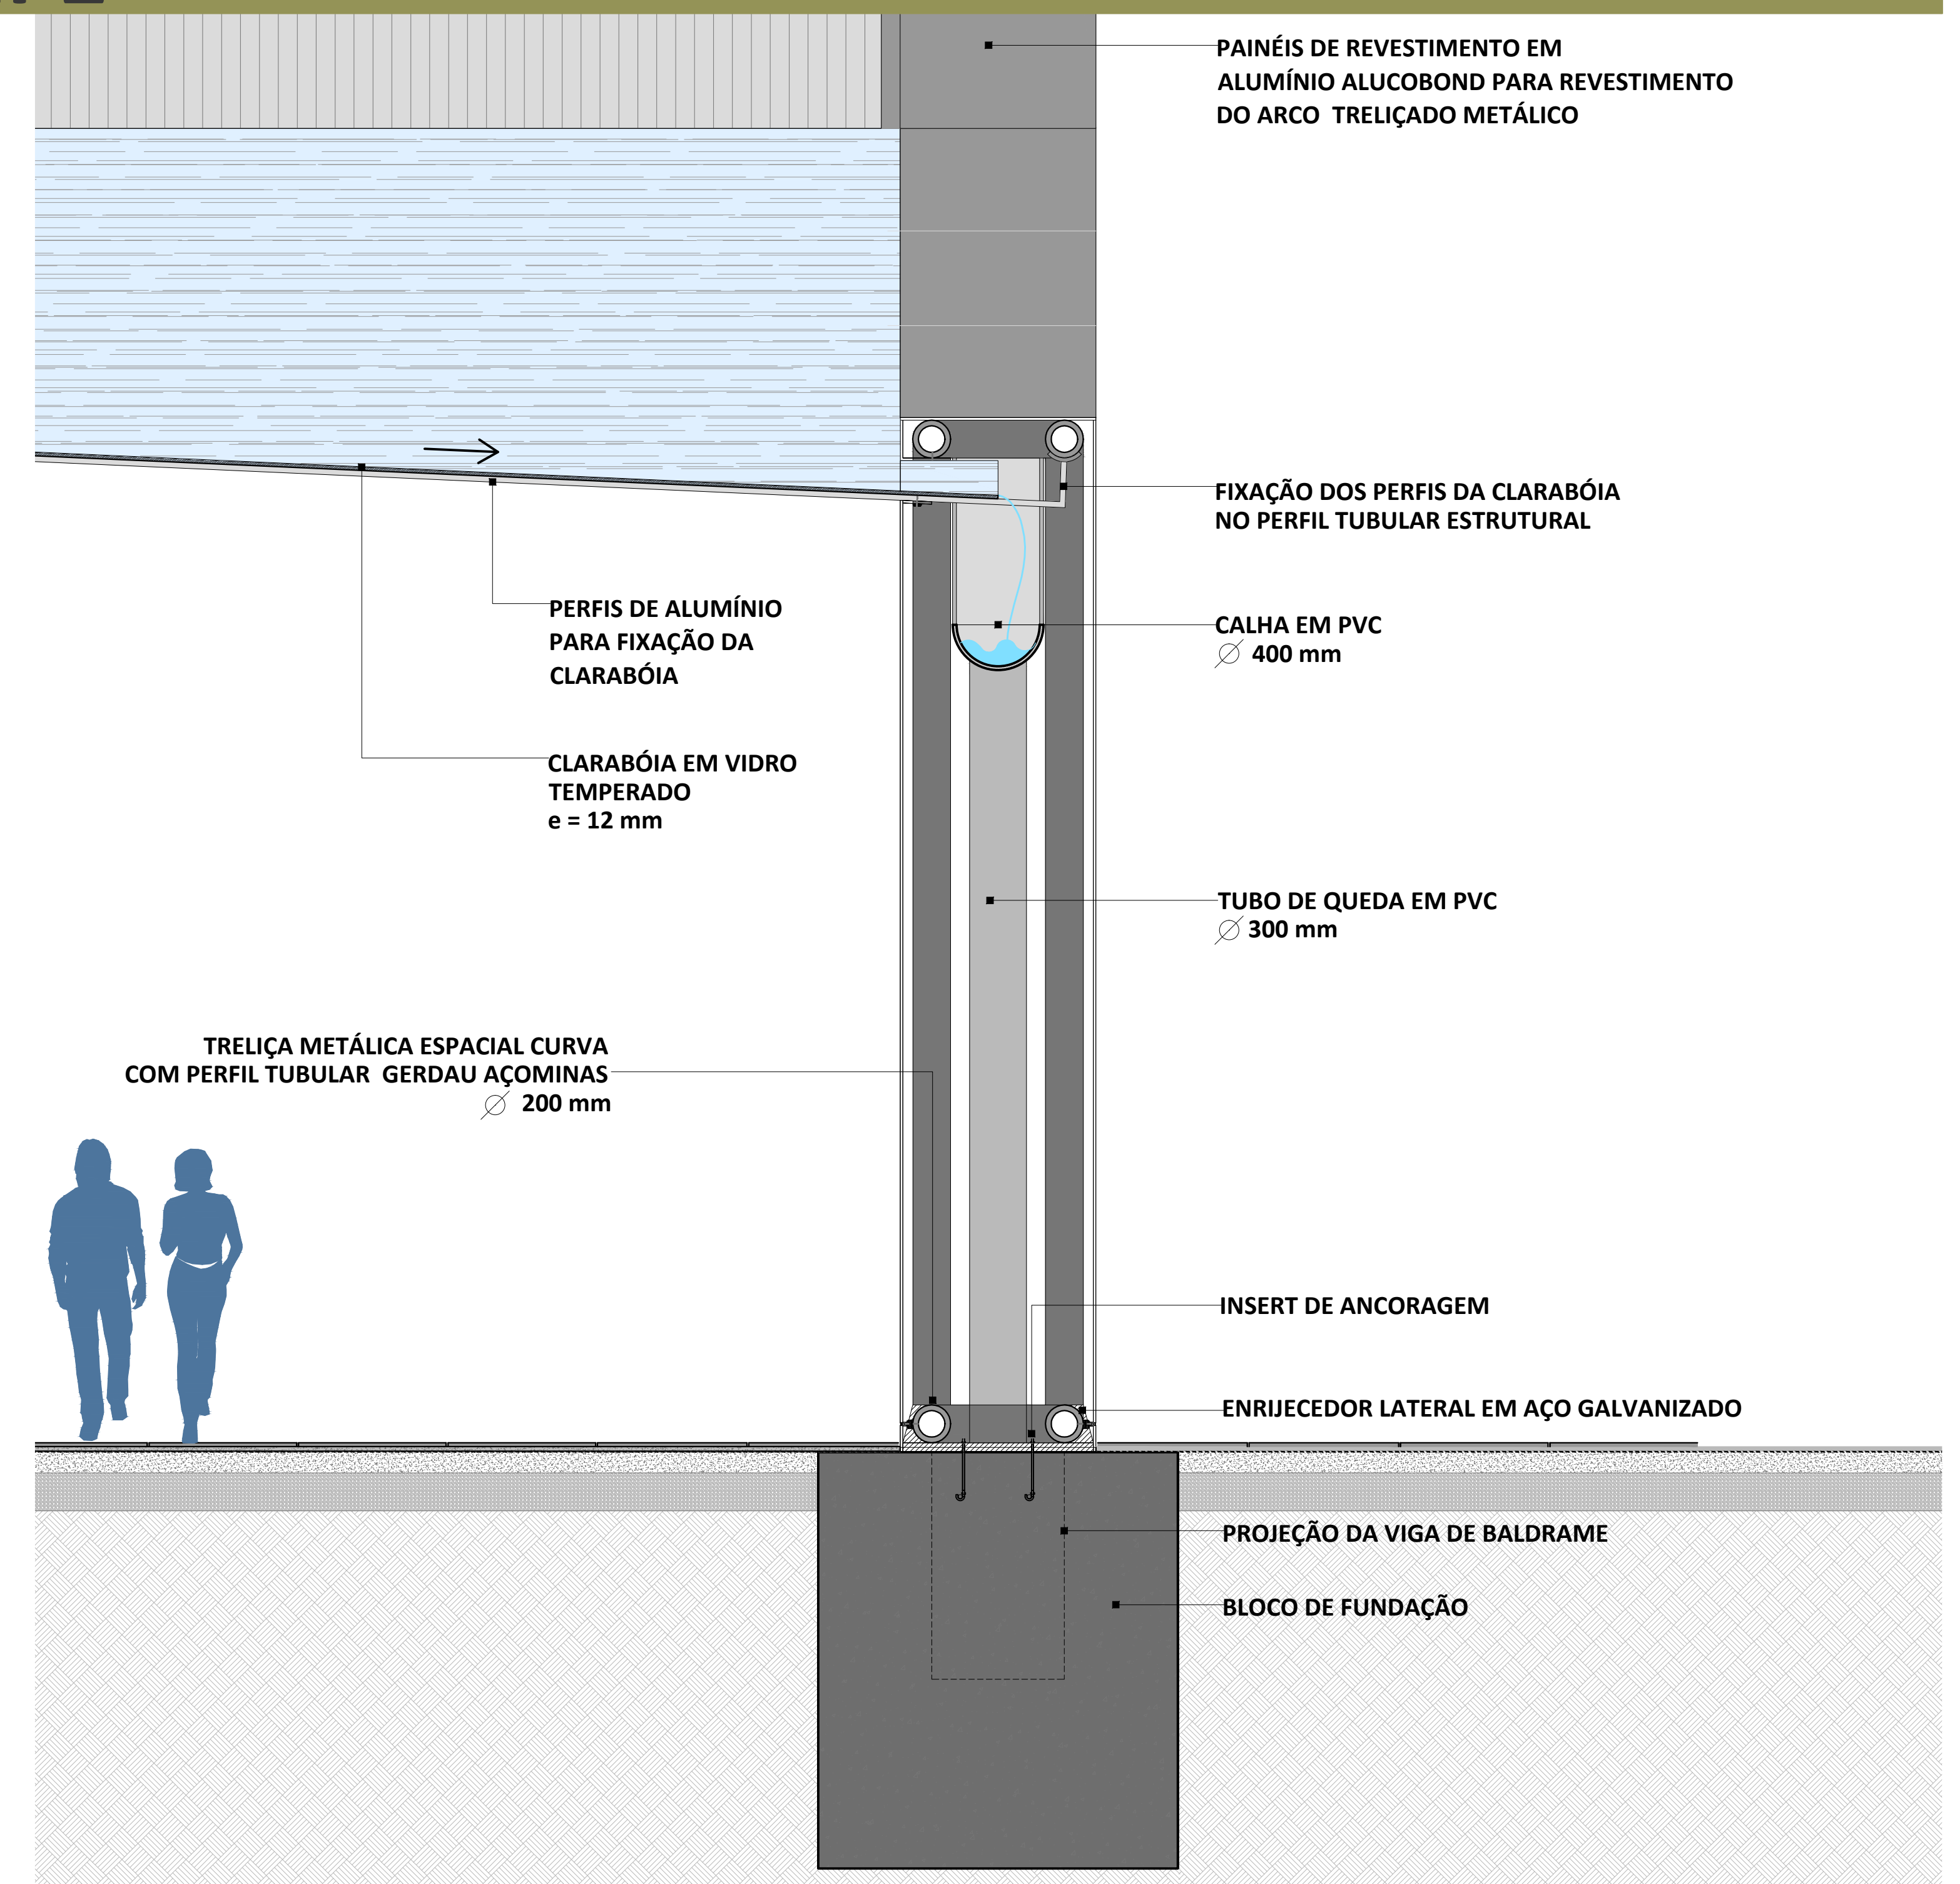 PAINÉIS DE REVESTIMENTO EM
ALUMÍNIO ALUCOBOND PARA REVESTIMENTO
DO ARCO TRELIÇADO METÁLICO
FIXAÇÃO DOS PERFIS DA CLARABÓIA
NO PERFIL TUBULAR ESTRUTURAL
PERFIS DE ALUMÍNIO
PARA FIXAÇÃO DA
CLARABÓIA
CALHA EM PVC
∅ 400 mm
CLARABÓIA EM VIDRO
TEMPERADO
e = 12 mm
TUBO DE QUEDA EM PVC
∅ 300 mm
TRELIÇA METÁLICA ESPACIAL CURVA
COM PERFIL TUBULAR GERDAU AÇOMINAS
∅ 200 mm
INSERT DE ANCORAGEM
ENRIJECEDOR LATERAL EM AÇO GALVANIZADO
PROJEÇÃO DA VIGA DE BALDRAME
BLOCO DE FUNDAÇÃO